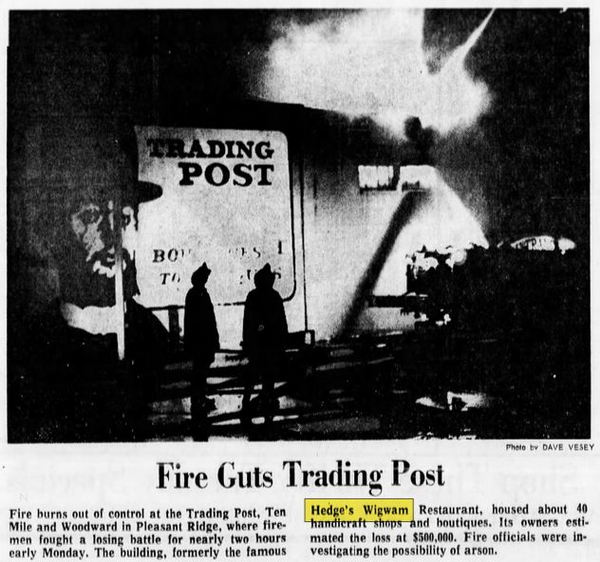 TRADING
POST
Photo by DAVE VESEY
Fire Guts Trading Post
Fire burns out of control at the Trading Post, Ten
Mile and Woodward in Pleasant Ridge, where fire-
men fought a losing battle for nearly two hours
early Monday. The building, formerly the famous
Hedge's Wigwam Restaurant, housed about 40
handicraft shops and boutiques. Its owners esti-
mated the loss at $500,000. Fire officials were in-
vestigating the possibility of arson.